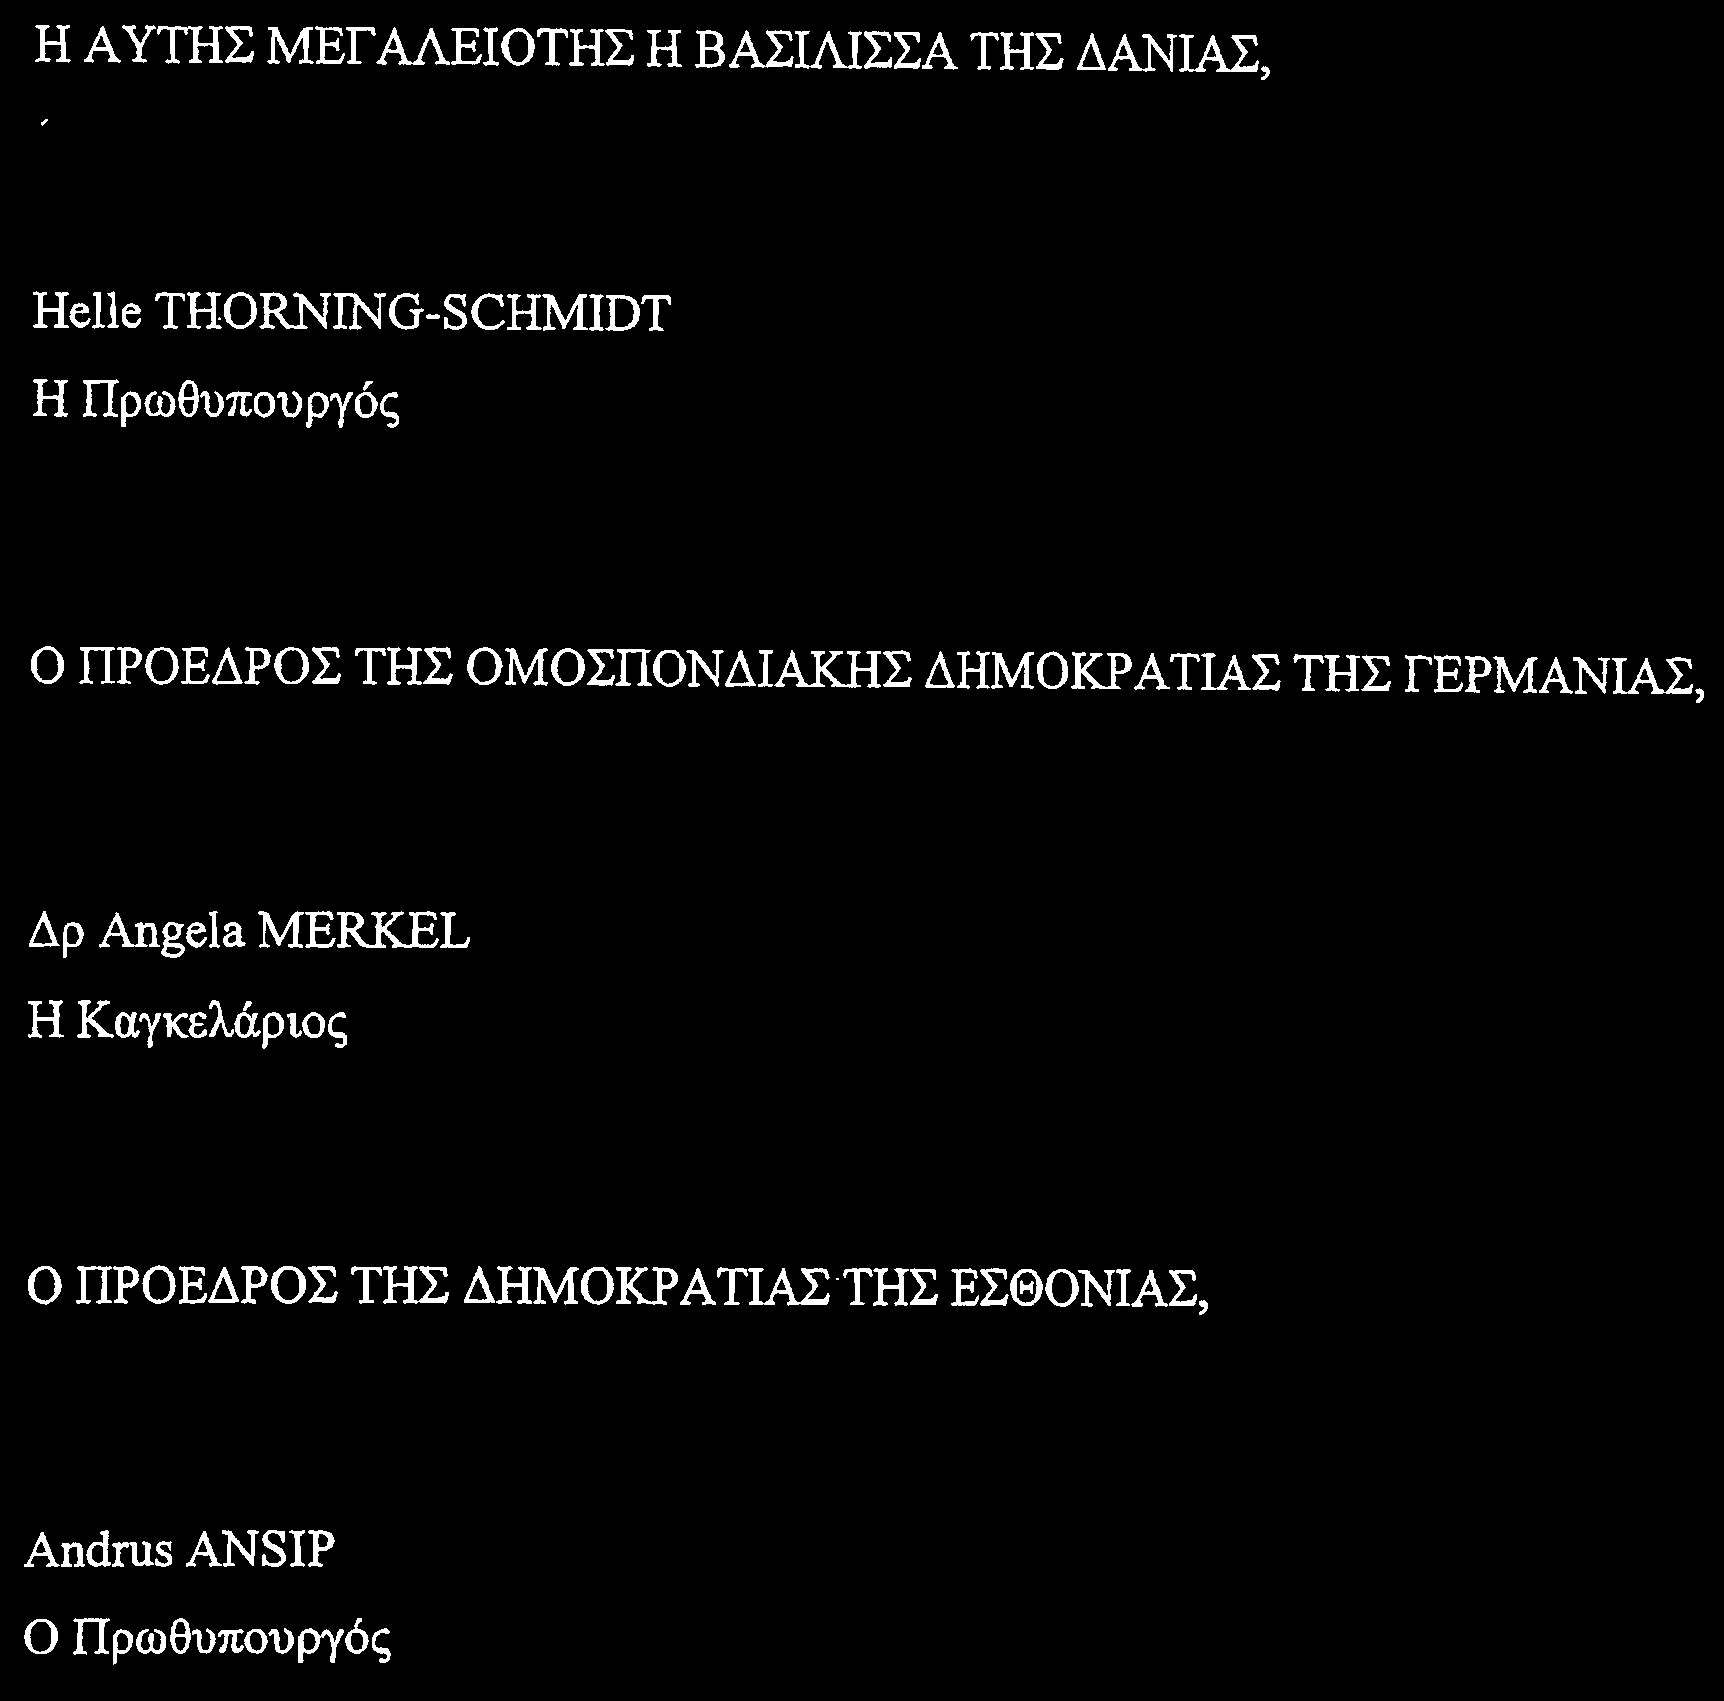 Η ΑΥΤΗΣ ΜΕΓΑΛΕΙΟΤΗΣ Η ΒΑΣΙΛΙΣΣΑ ΤΗΣ ΔΑΝΙΑΣ,
Helle THORNING-SCHMIDT
Η Πρωθυπουργός
Ο ΠΡΟΕΔΡΟΣ ΤΗΣ ΟΜΟΣΠΟΝΔΙΑΚΗΣ ΔΗΜΟΚΡΑΤΙΑΣ ΤΗΣ ΓΕΡΜΑΝΙΑΣ,
Δρ Angela MERKEL
Η Καγκελάριος
Ο ΠΡΟΕΔΡΟΣ ΤΗΣ ΔΗΜΟΚΡΑΤΙΑΣ ΤΗΣ ΕΣΘΟΝΙΑΣ,
Andrus ANSIP
Ο Πρωθυπουργός